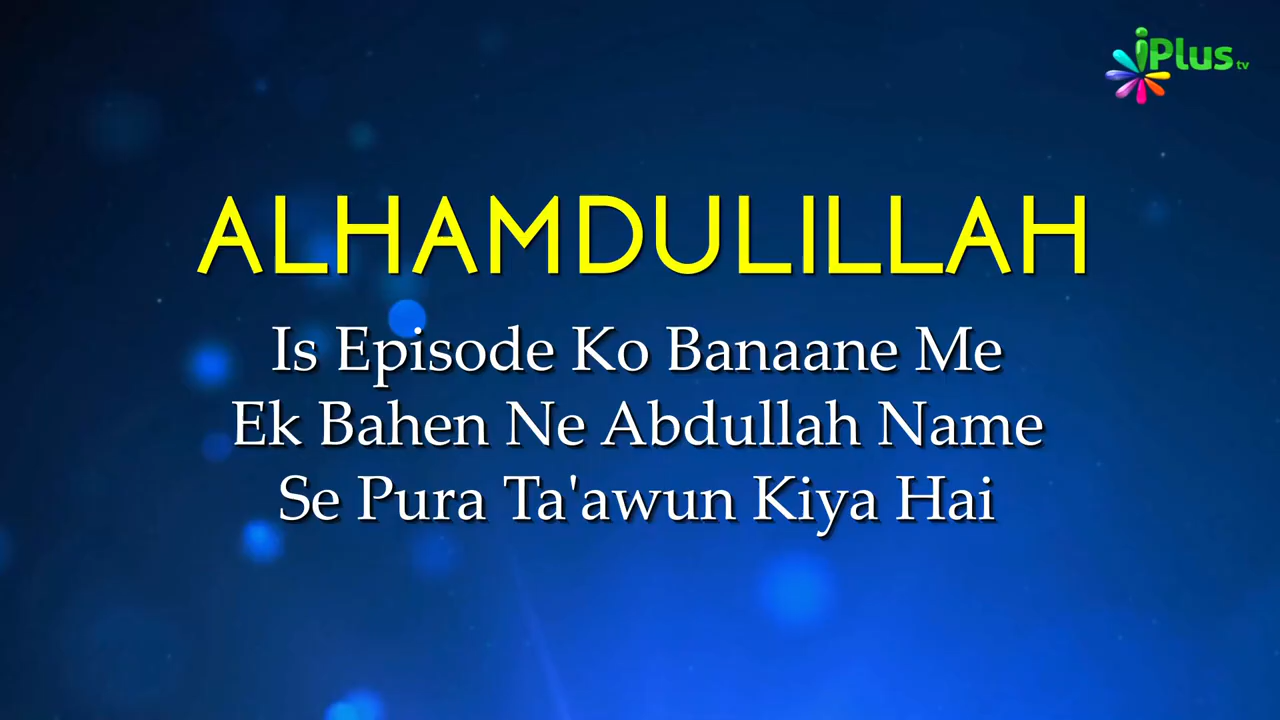 iPlus tv
ALHAMDULILLAH
Is Episode Ko Banaane Me
Ek Bahen Ne Abdullah Name
Se Pura Ta'awun Kiya Hai